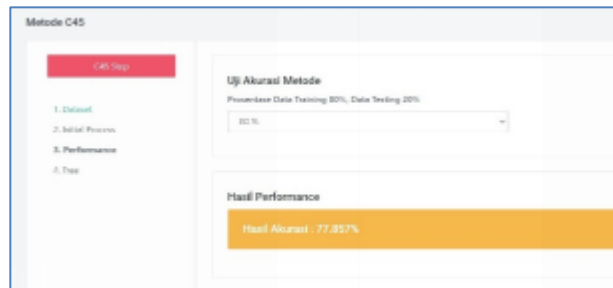 Metode C45
C45 Step
1. Dataset
2. Initial Process
3. Performance
4. Tree
Uji Akurasi Metode
Prosentase Data Training 80%, Data Testing 20%
80 %
Hasil Performance
Hasil Akurasi : 77.857%